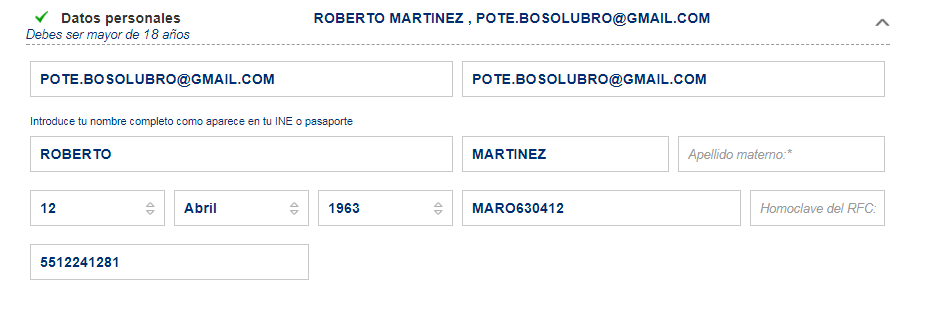 Datos personales ROBERTO MARTINEZ , POTE.BOSOLUBRO@GMAIL.COM
Debes ser mayor de 18 años
POTE.BOSOLUBRO@GMAIL.COM POTE.BOSOLUBRO@GMAIL.COM
Introduce tu nombre completo como aparece en tu INE o pasaporte
ROBERTO MARTINEZ Apellido materno:*
12 Abril 1963 MARO630412 Homoclave del RFC:
5512241281